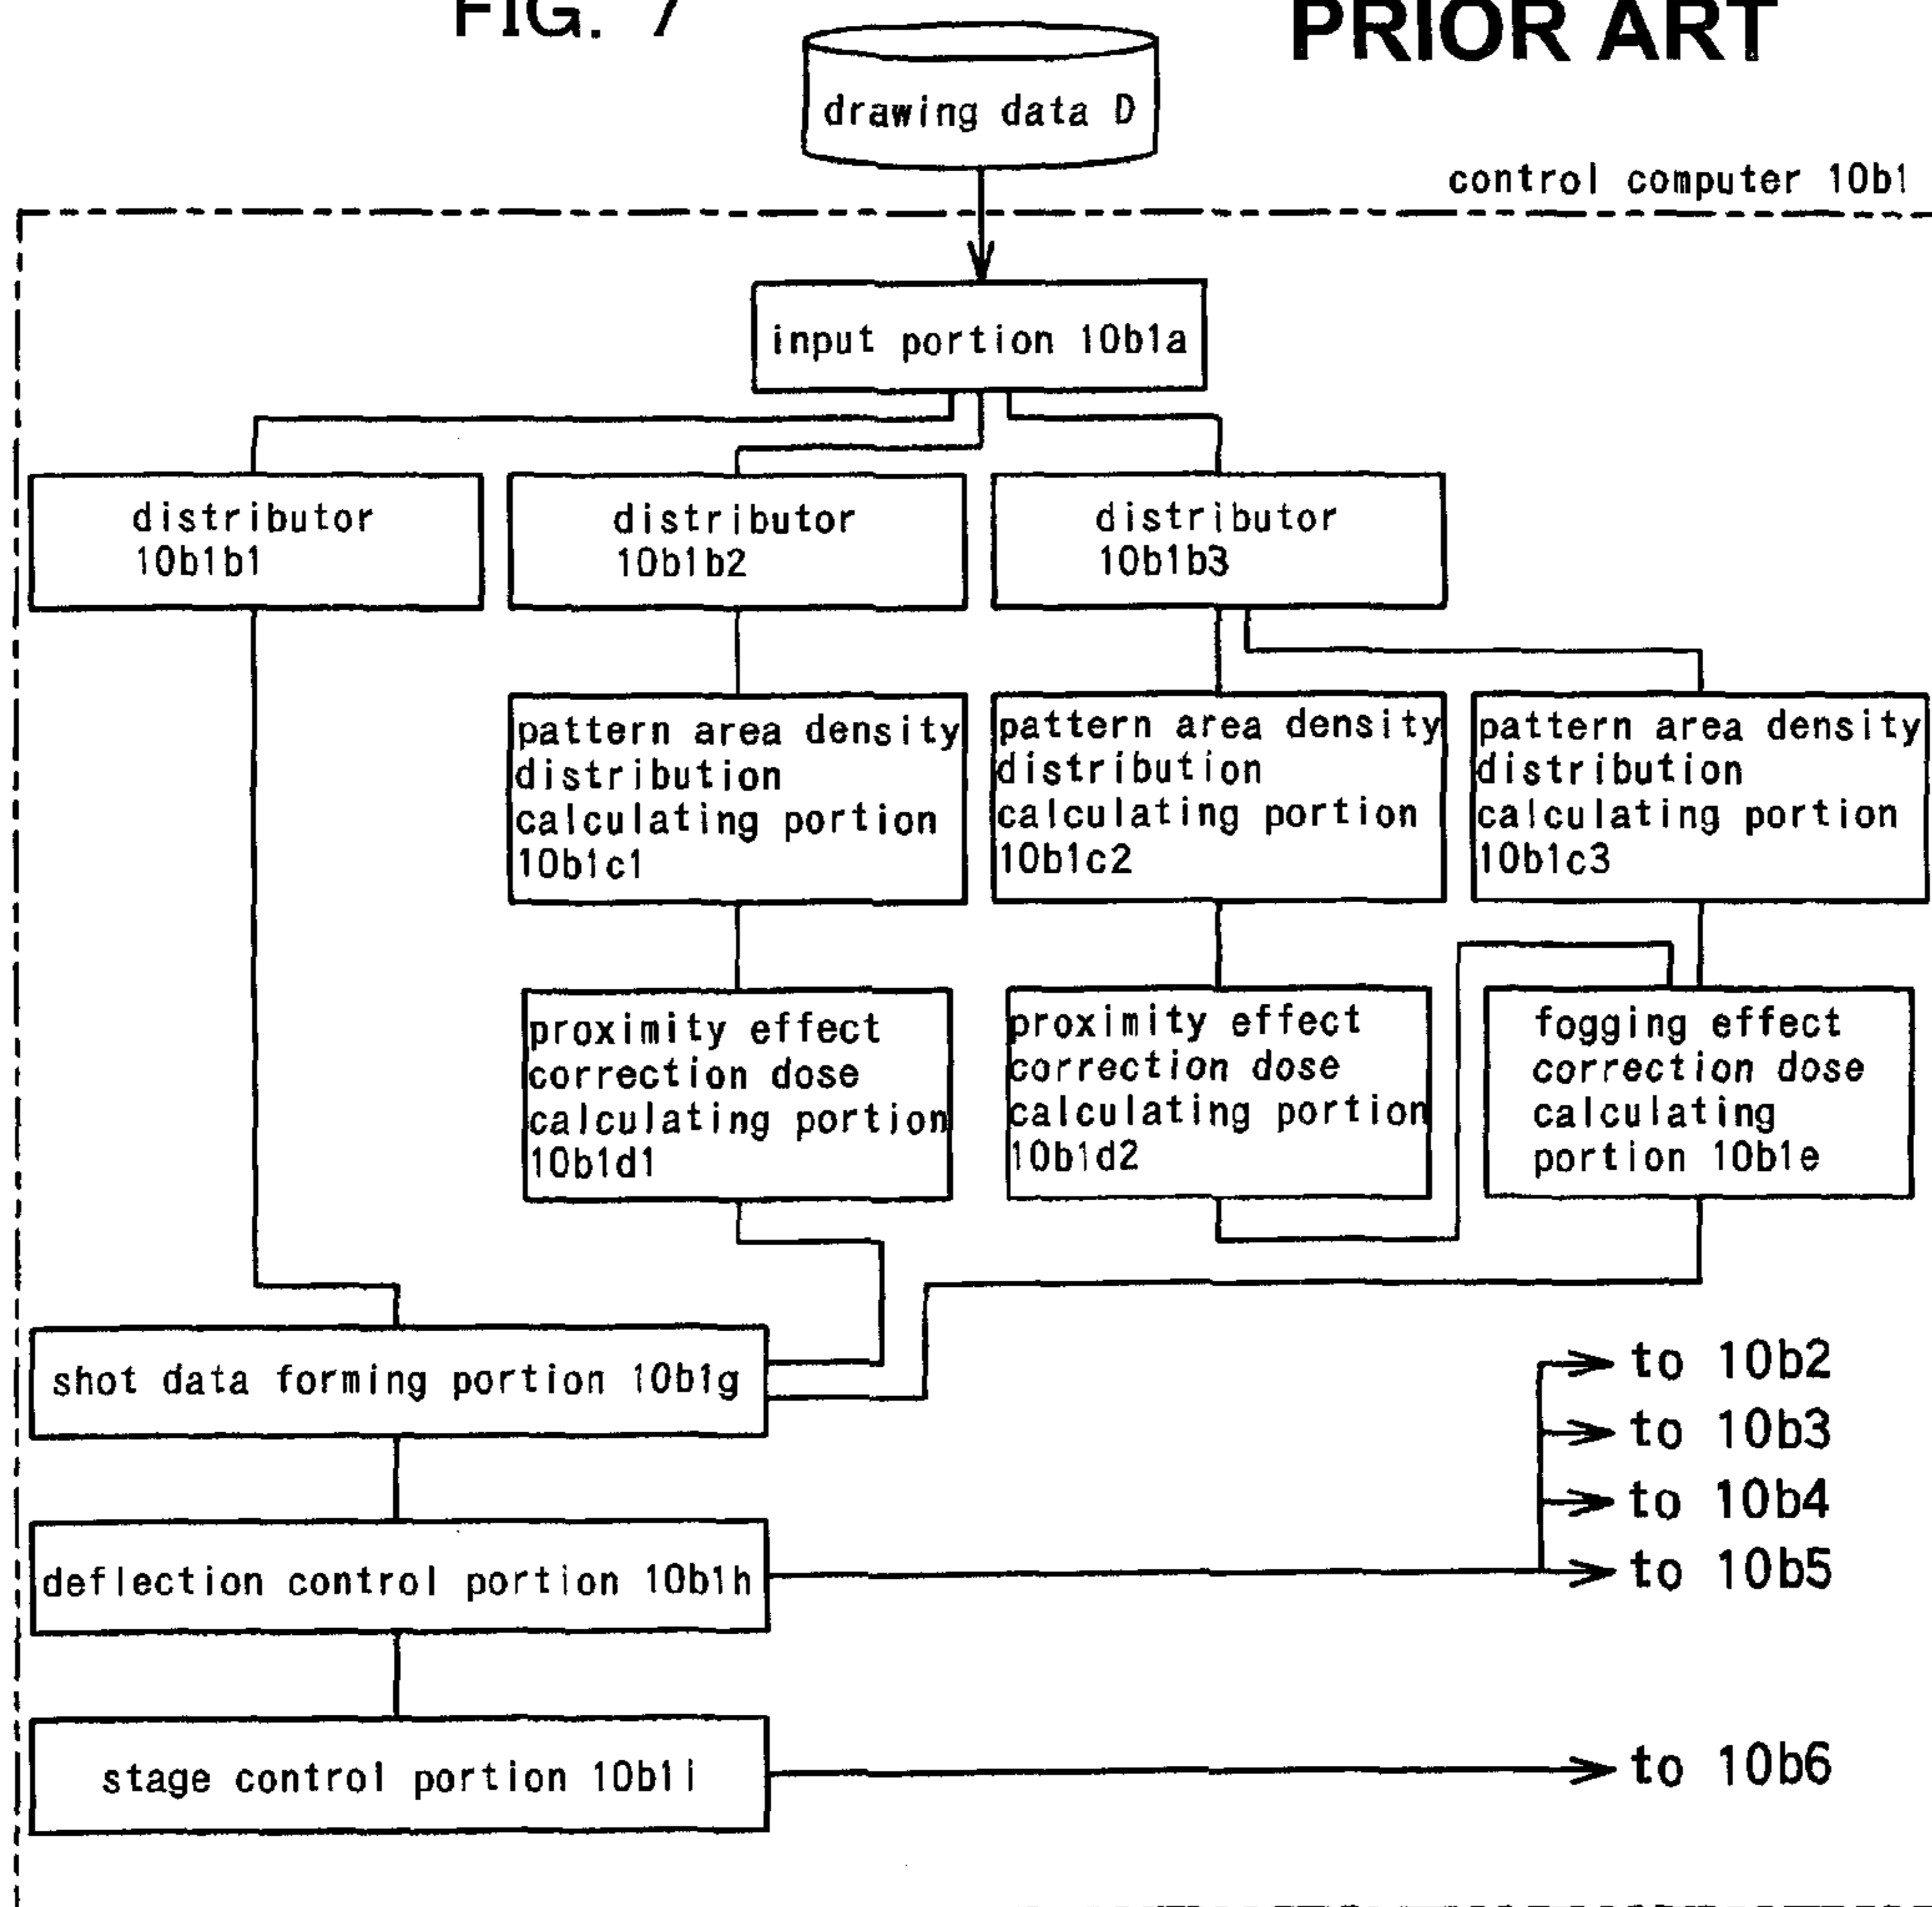 FIG. 7
PRIOR ART
drawing data D
control computer 10b1
input portion 10b1a
distributor
10b1b1
distributor
10b1b2
distributor
10b1b3
pattern area density
distribution
calculating portion
10b1c1
pattern area density
distribution
calculating portion
10b1c2
pattern area density
distribution
calculating portion
10b1c3
proximity effect
correction dose
calculating portion
10b1d1
proximity effect
correction dose
calculating portion
10b1d2
fogging effect
correction dose
calculating
portion 10b1e
shot data forming portion 10b1g
to 10b2
to 10b3
to 10b4
to 10b5
deflection control portion 10b1h
stage control portion 10b1i
to 10b6